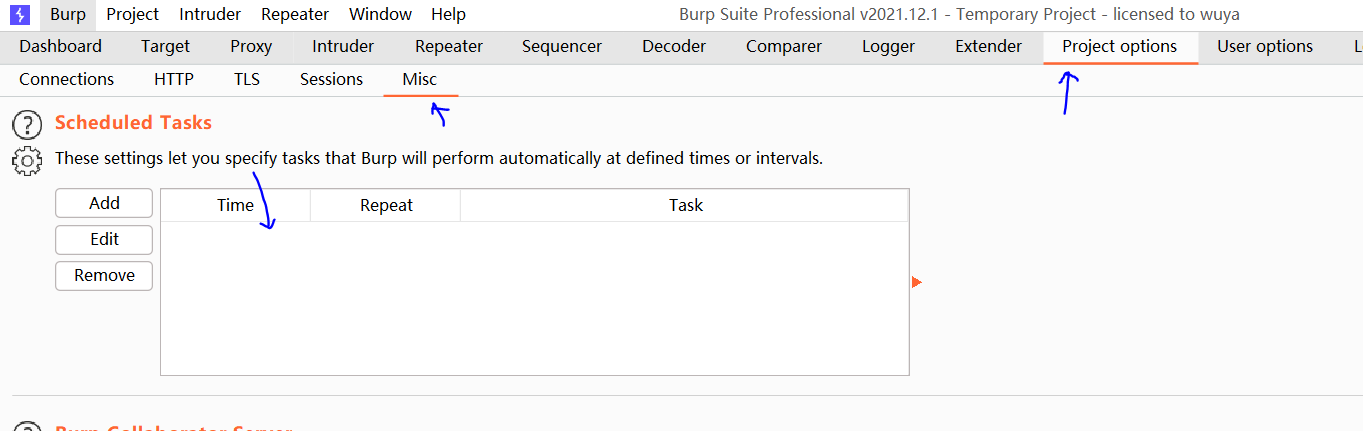 Burp Project Intruder Repeater Window Help Burp Suite Professional v2021.12.1 - Temporary Project - licensed to wuya
Dashboard Target Proxy Intruder Repeater Sequencer Decoder Comparer Logger Extender Project options User options L
Connections HTTP TLS Sessions Misc
Scheduled Tasks
These settings let you specify tasks that Burp will perform automatically at defined times or intervals.
Add Time Repeat Task
Edit
Remove
Burp Collaborator Server